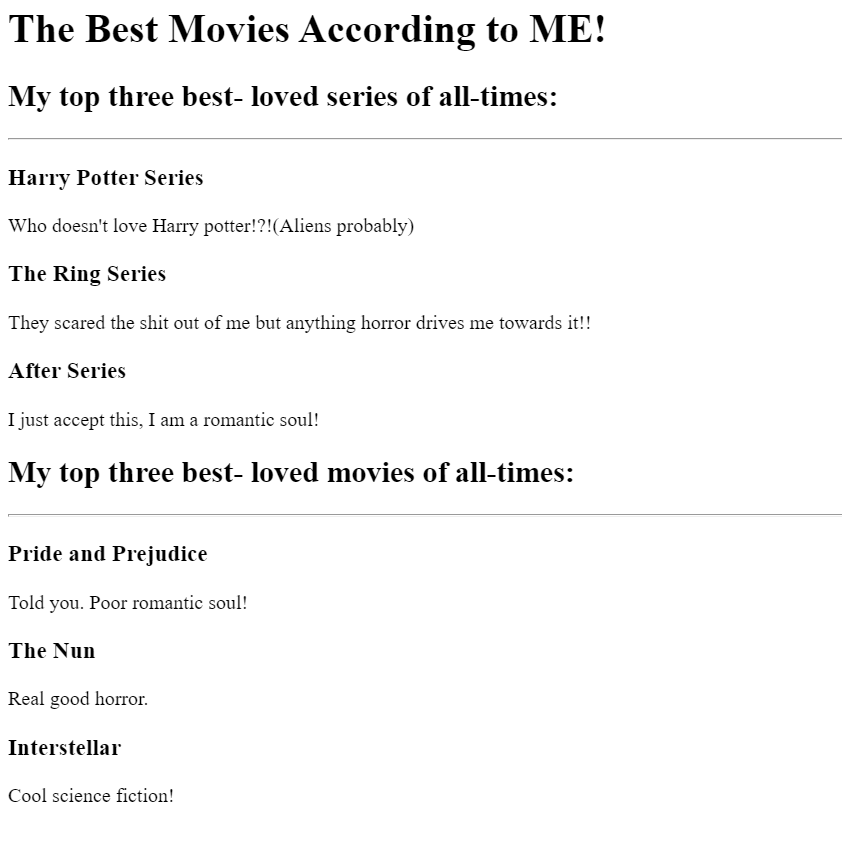 The Best Movies According to ME!
My top three best- loved series of all-times:
Harry Potter Series
Who doesn't love Harry potter!?!(Aliens probably)
The Ring Series
They scared the shit out of me but anything horror drives me towards it!!
After Series
I just accept this, I am a romantic soul!
My top three best- loved movies of all-times:
Pride and Prejudice
Told you. Poor romantic soul!
The Nun
Real good horror.
Interstellar
Cool science fiction!